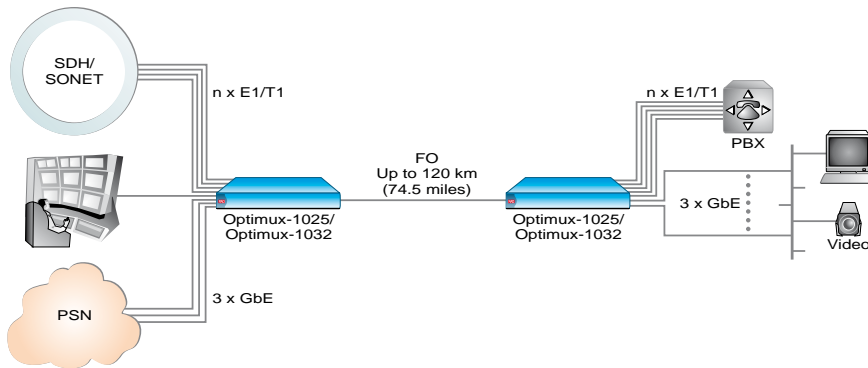 SDH/
SONET
n x E1/T1
n x E1/T1
PBX
FO
Up to 120 km
(74.5 miles)
Optimux-1025/
Optimux-1032
Optimux-1025/
Optimux-1032
3 x GbE
Video
3 x GbE
PSN